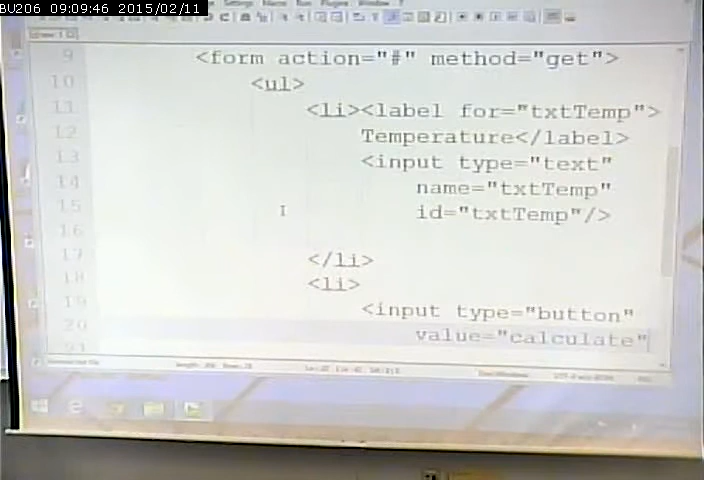 BU206 09:09:46 2015/02/11
9 <form action="#" method="get">
10 <ul>
11 <li><label for="txtTemp">
12 Temperature</label>
13 <input type="text"
14 name="txtTemp"
15 id="txtTemp"/>
16
17 </li>
18 <li>
19 <input type="button"
20 value="calculate"
21